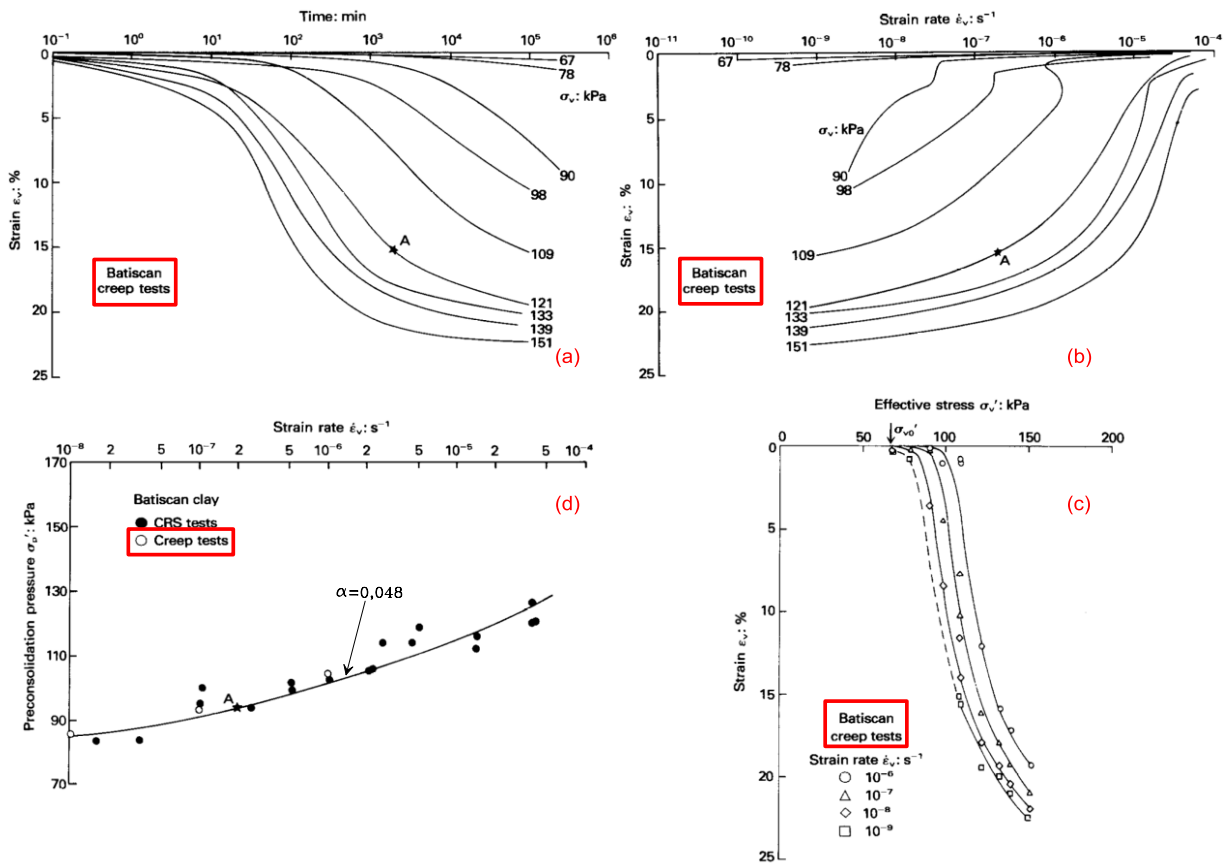 Time: min
10⁻¹ 10⁰ 10¹ 10² 10³ 10⁴ 10⁵ 10⁶
0
5
10
15
20
25
Strain εᵥ: %
67
78
σᵥ: kPa
90
98
A
109
121
133
139
151
Batiscan
creep tests
(a)
Strain rate ε̇ᵥ: s⁻¹
10⁻¹¹ 10⁻¹⁰ 10⁻⁹ 10⁻⁸ 10⁻⁷ 10⁻⁶ 10⁻⁵ 10⁻⁴
0
5
10
15
20
25
Strain εᵥ: %
67
78
σᵥ: kPa
90
98
109
A
121
133
139
151
Batiscan
creep tests
(b)
Strain rate ε̇ᵥ: s⁻¹
10⁻⁸ 2 5 10⁻⁷ 2 5 10⁻⁶ 2 5 10⁻⁵ 2 5 10⁻⁴
170
150
130
110
90
70
Preconsolidation pressure σₚ′: kPa
Batiscan clay
CRS tests
Creep tests
α=0,048
A
(d)
Effective stress σᵥ′: kPa
0 50 100 150 200
σᵥ₀′
0
5
10
15
20
25
Strain εᵥ: %
(c)
Batiscan
creep tests
Strain rate ε̇ᵥ: s⁻¹
10⁻⁶
10⁻⁷
10⁻⁸
10⁻⁹